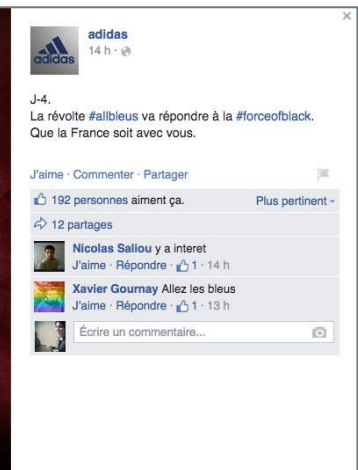 adidas
adidas
14 h ·
J-4.
La révolte #allbleus va répondre à la #forceofblack.
Que la France soit avec vous.
J'aime · Commenter · Partager
192 personnes aiment ça.
Plus pertinent
12 partages
Nicolas Saliou y a interet
J'aime · Répondre · 1 · 14 h
Xavier Gournay Allez les bleus
J'aime · Répondre · 1 · 13 h
Écrire un commentaire...